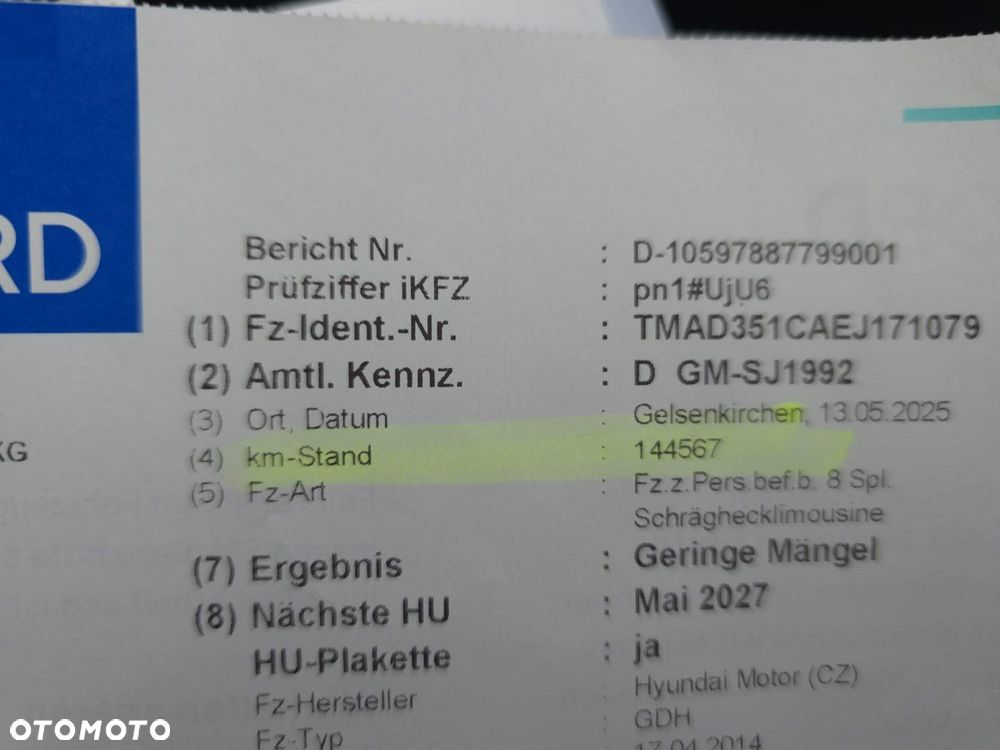 RD
Bericht Nr. : D-10597887799001
Prüfziffer iKFZ : pn1#UjU6
(1) Fz-Ident.-Nr. : TMAD351CAEJ171079
(2) Amtl. Kennz. : D GM-SJ1992
(3) Ort, Datum : Gelsenkirchen, 13.05.2025
KG
(4) km-Stand : 144567
(5) Fz-Art : Fz.z.Pers.bef.b. 8 Spl.
Schräghecklimousine
(7) Ergebnis : Geringe Mängel
(8) Nächste HU : Mai 2027
HU-Plakette : ja
Fz-Hersteller : Hyundai Motor (CZ)
Fz-Typ : GDH
17.04.2014
OTOMOTO